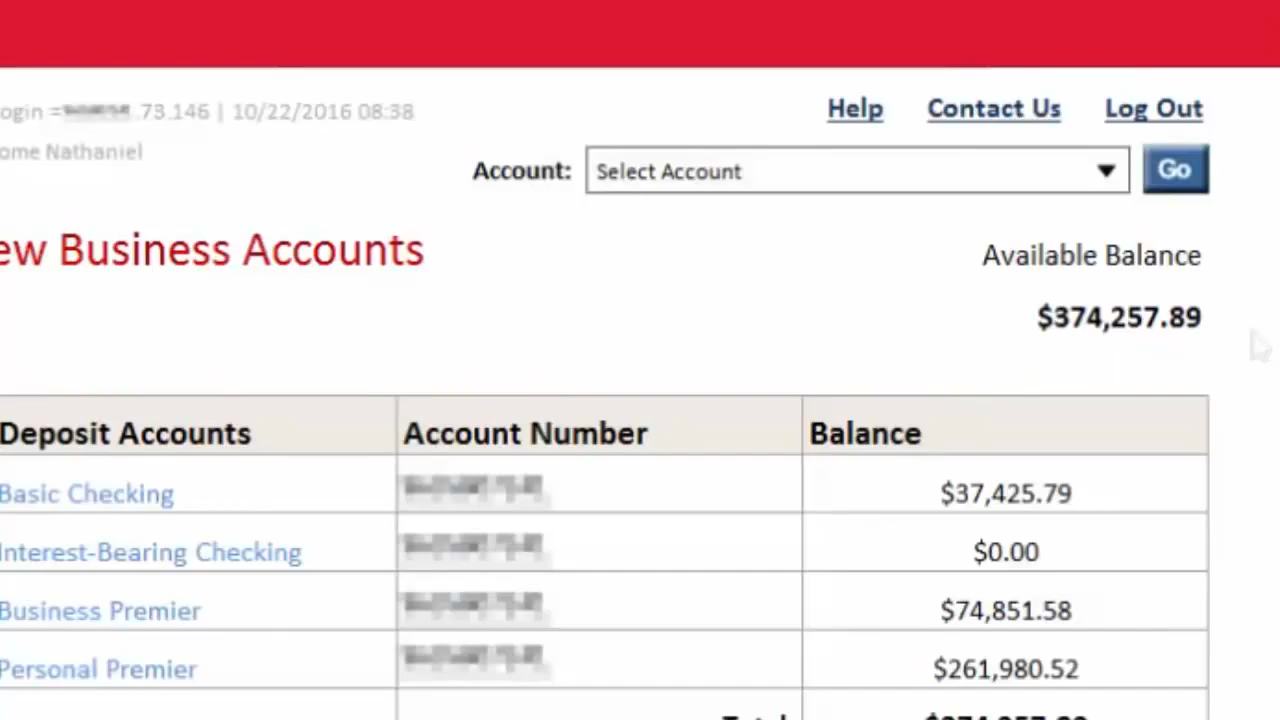 ogin = .73.146 | 10/22/2016 08:38
Help Contact Us Log Out
ome Nathaniel
Account: Select Account Go
ew Business Accounts
Available Balance
$374,257.89
Deposit Accounts Account Number Balance
Basic Checking $37,425.79
Interest-Bearing Checking $0.00
Business Premier $74,851.58
Personal Premier $261,980.52